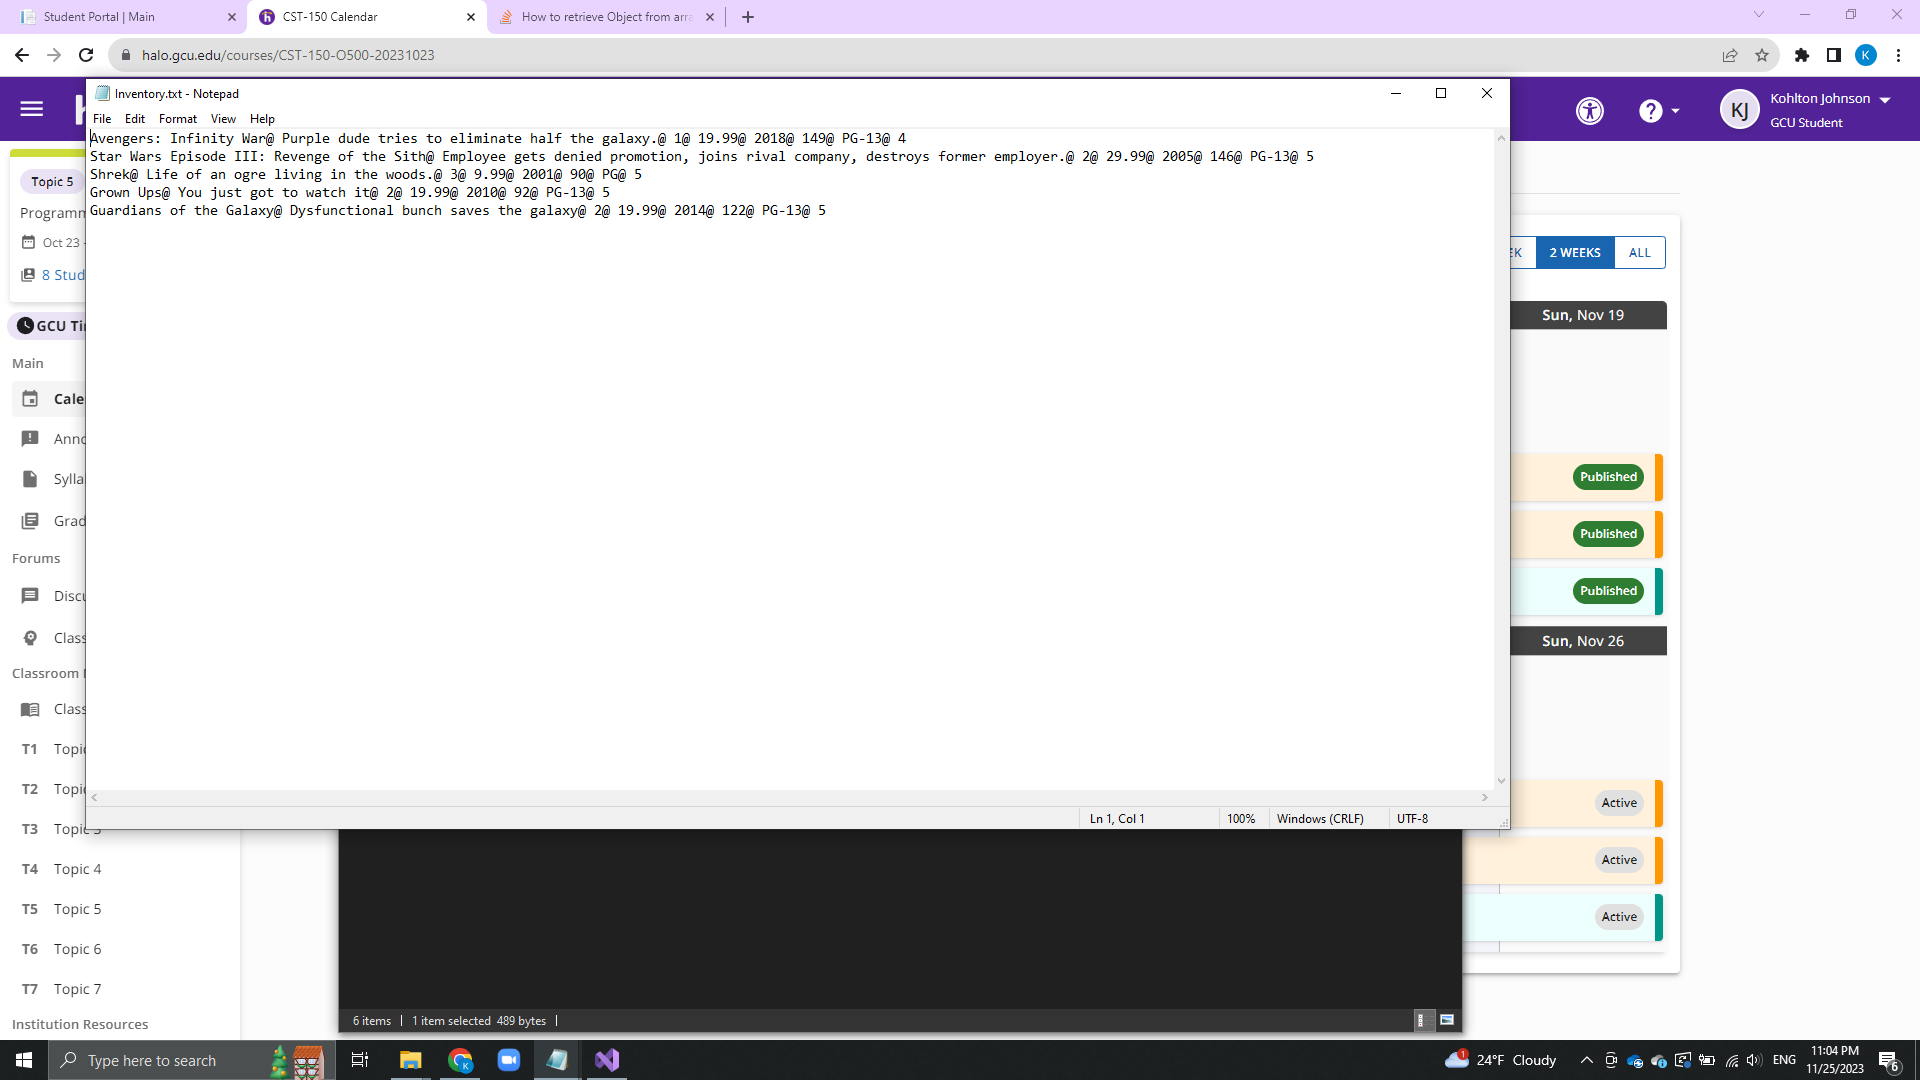 Student Portal | Main
CST-150 Calendar
How to retrieve Object from arra
halo.gcu.edu/courses/CST-150-O500-20231023
K
Inventory.txt - Notepad
File Edit Format View Help
Avengers: Infinity War@ Purple dude tries to eliminate half the galaxy.@ 1@ 19.99@ 2018@ 149@ PG-13@ 4
Star Wars Episode III: Revenge of the Sith@ Employee gets denied promotion, joins rival company, destroys former employer.@ 2@ 29.99@ 2005@ 146@ PG-13@ 5
Shrek@ Life of an ogre living in the woods.@ 3@ 9.99@ 2001@ 90@ PG@ 5
Grown Ups@ You just got to watch it@ 2@ 19.99@ 2010@ 92@ PG-13@ 5
Guardians of the Galaxy@ Dysfunctional bunch saves the galaxy@ 2@ 19.99@ 2014@ 122@ PG-13@ 5
Ln 1, Col 1 100% Windows (CRLF) UTF-8
KJ
Kohlton Johnson
GCU Student
Topic 5
Programm
Oct 23 -
8 Stud
GCU Ti
Main
Cale
Anno
Sylla
Grad
Forums
Discu
Class
Classroom
Class
T1 Topi
T2 Topi
T3 Topic 3
T4 Topic 4
T5 Topic 5
T6 Topic 6
T7 Topic 7
Institution Resources
EK 2 WEEKS ALL
Sun, Nov 19
Published
Published
Published
Sun, Nov 26
Active
Active
Active
6 items 1 item selected 489 bytes
Type here to search
K
1 24°F Cloudy
ENG
11:04 PM
11/25/2023
6